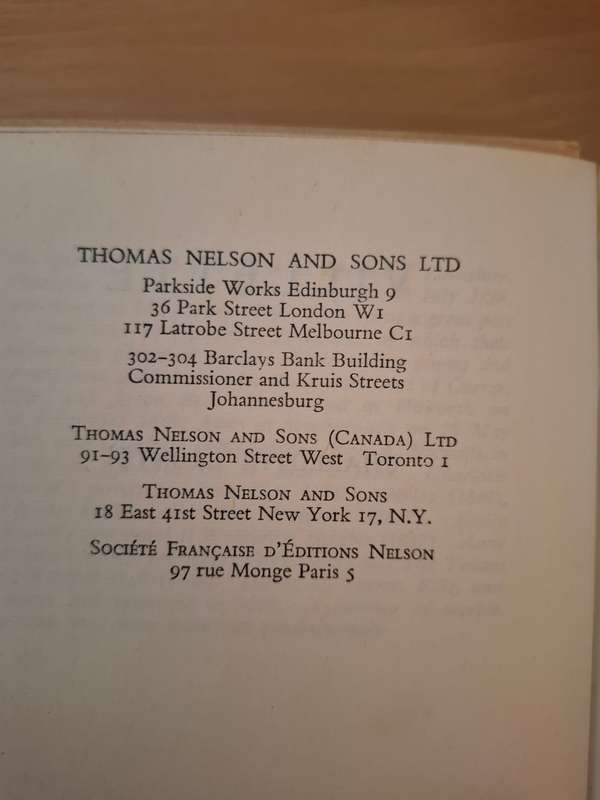 THOMAS NELSON AND SONS LTD
Parkside Works Edinburgh 9
36 Park Street London W1
117 Latrobe Street Melbourne C1
302–304 Barclays Bank Building
Commissioner and Kruis Streets
Johannesburg
THOMAS NELSON AND SONS (CANADA) LTD
91–93 Wellington Street West Toronto 1
THOMAS NELSON AND SONS
18 East 41st Street New York 17, N.Y.
SOCIÉTÉ FRANÇAISE D'ÉDITIONS NELSON
97 rue Monge Paris 5